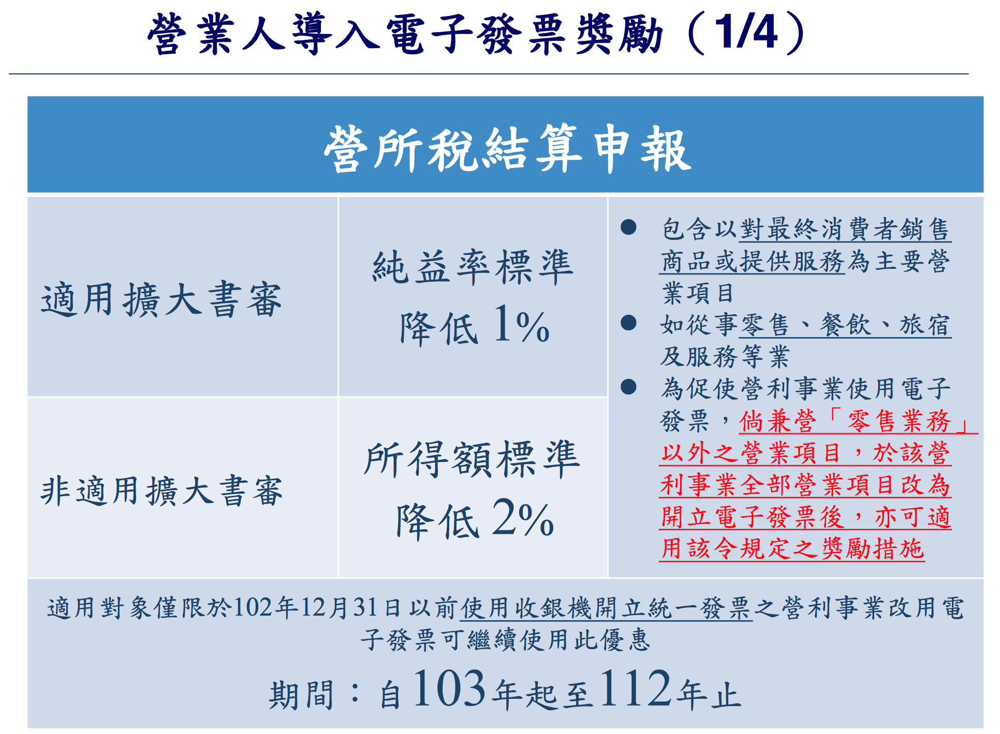 營業人導入電子發票獎勵（1/4）
營所稅結算申報
適用擴大書審
純益率標準
降低 1%
非適用擴大書審
所得額標準
降低 2%
● 包含以對最終消費者銷售
商品或提供服務為主要營
業項目
● 如從事零售、餐飲、旅宿
及服務等業
● 為促使營利事業使用電子
發票，倘兼營「零售業務」
以外之營業項目，於該營
利事業全部營業項目改為
開立電子發票後，亦可適
用該令規定之獎勵措施
適用對象僅限於102年12月31日以前使用收銀機開立統一發票之營利事業改用電
子發票可繼續使用此優惠
期間：自103年起至112年止